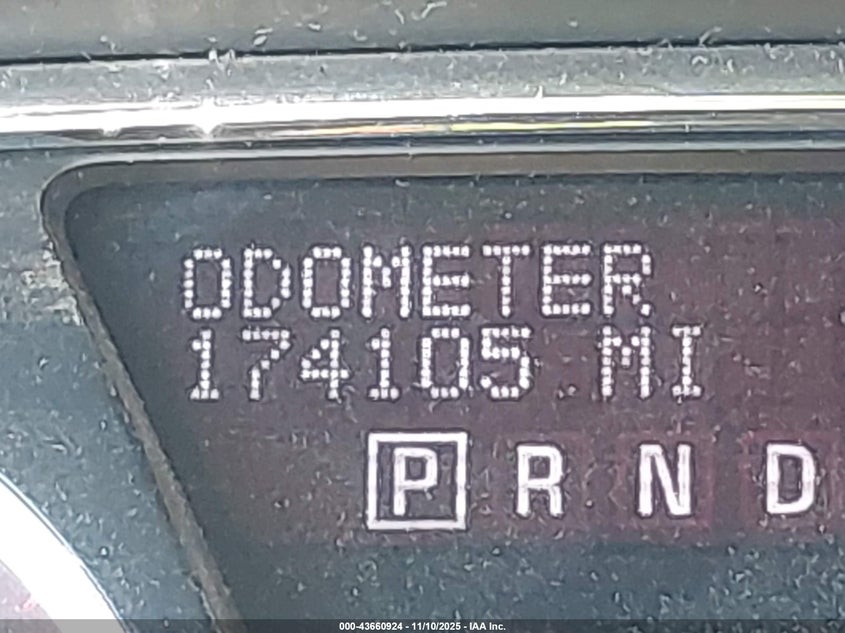 ODOMETER
174105 MI
P R N D
000-43660924 - 11/10/2025 - IAA Inc.